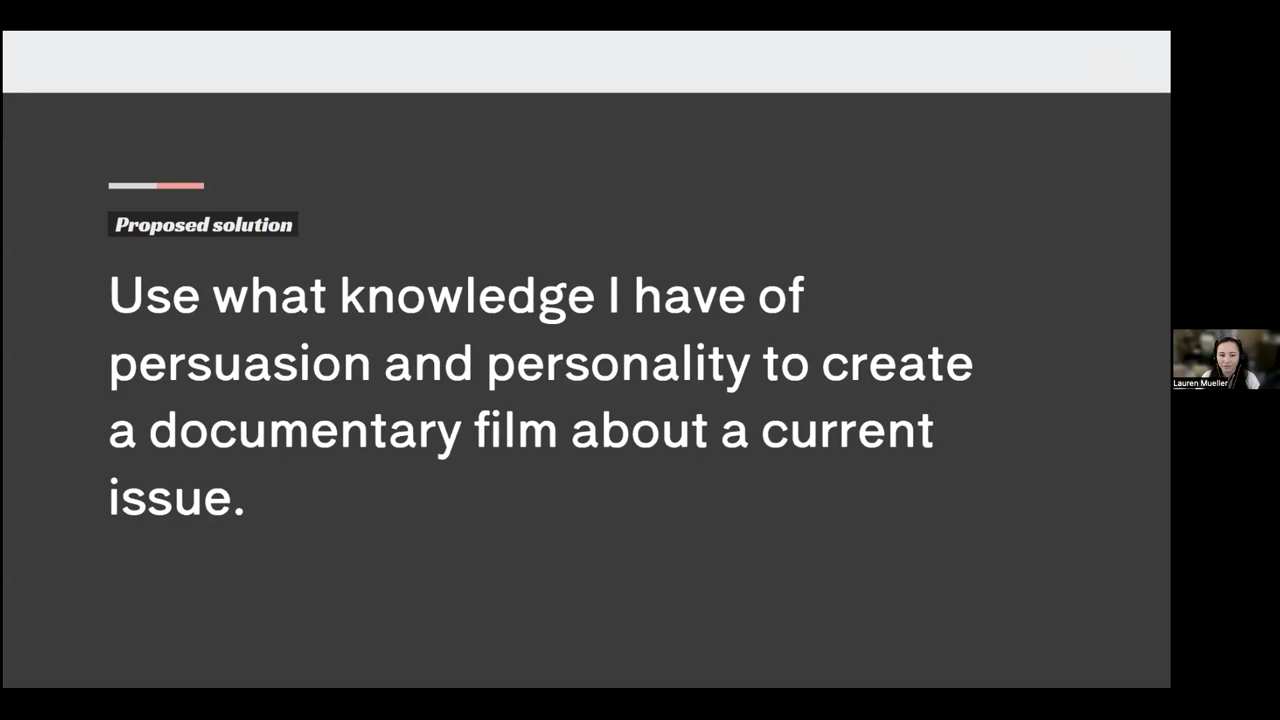 Proposed solution
Use what knowledge I have of
persuasion and personality to create
a documentary film about a current
issue.
Lauren Mueller